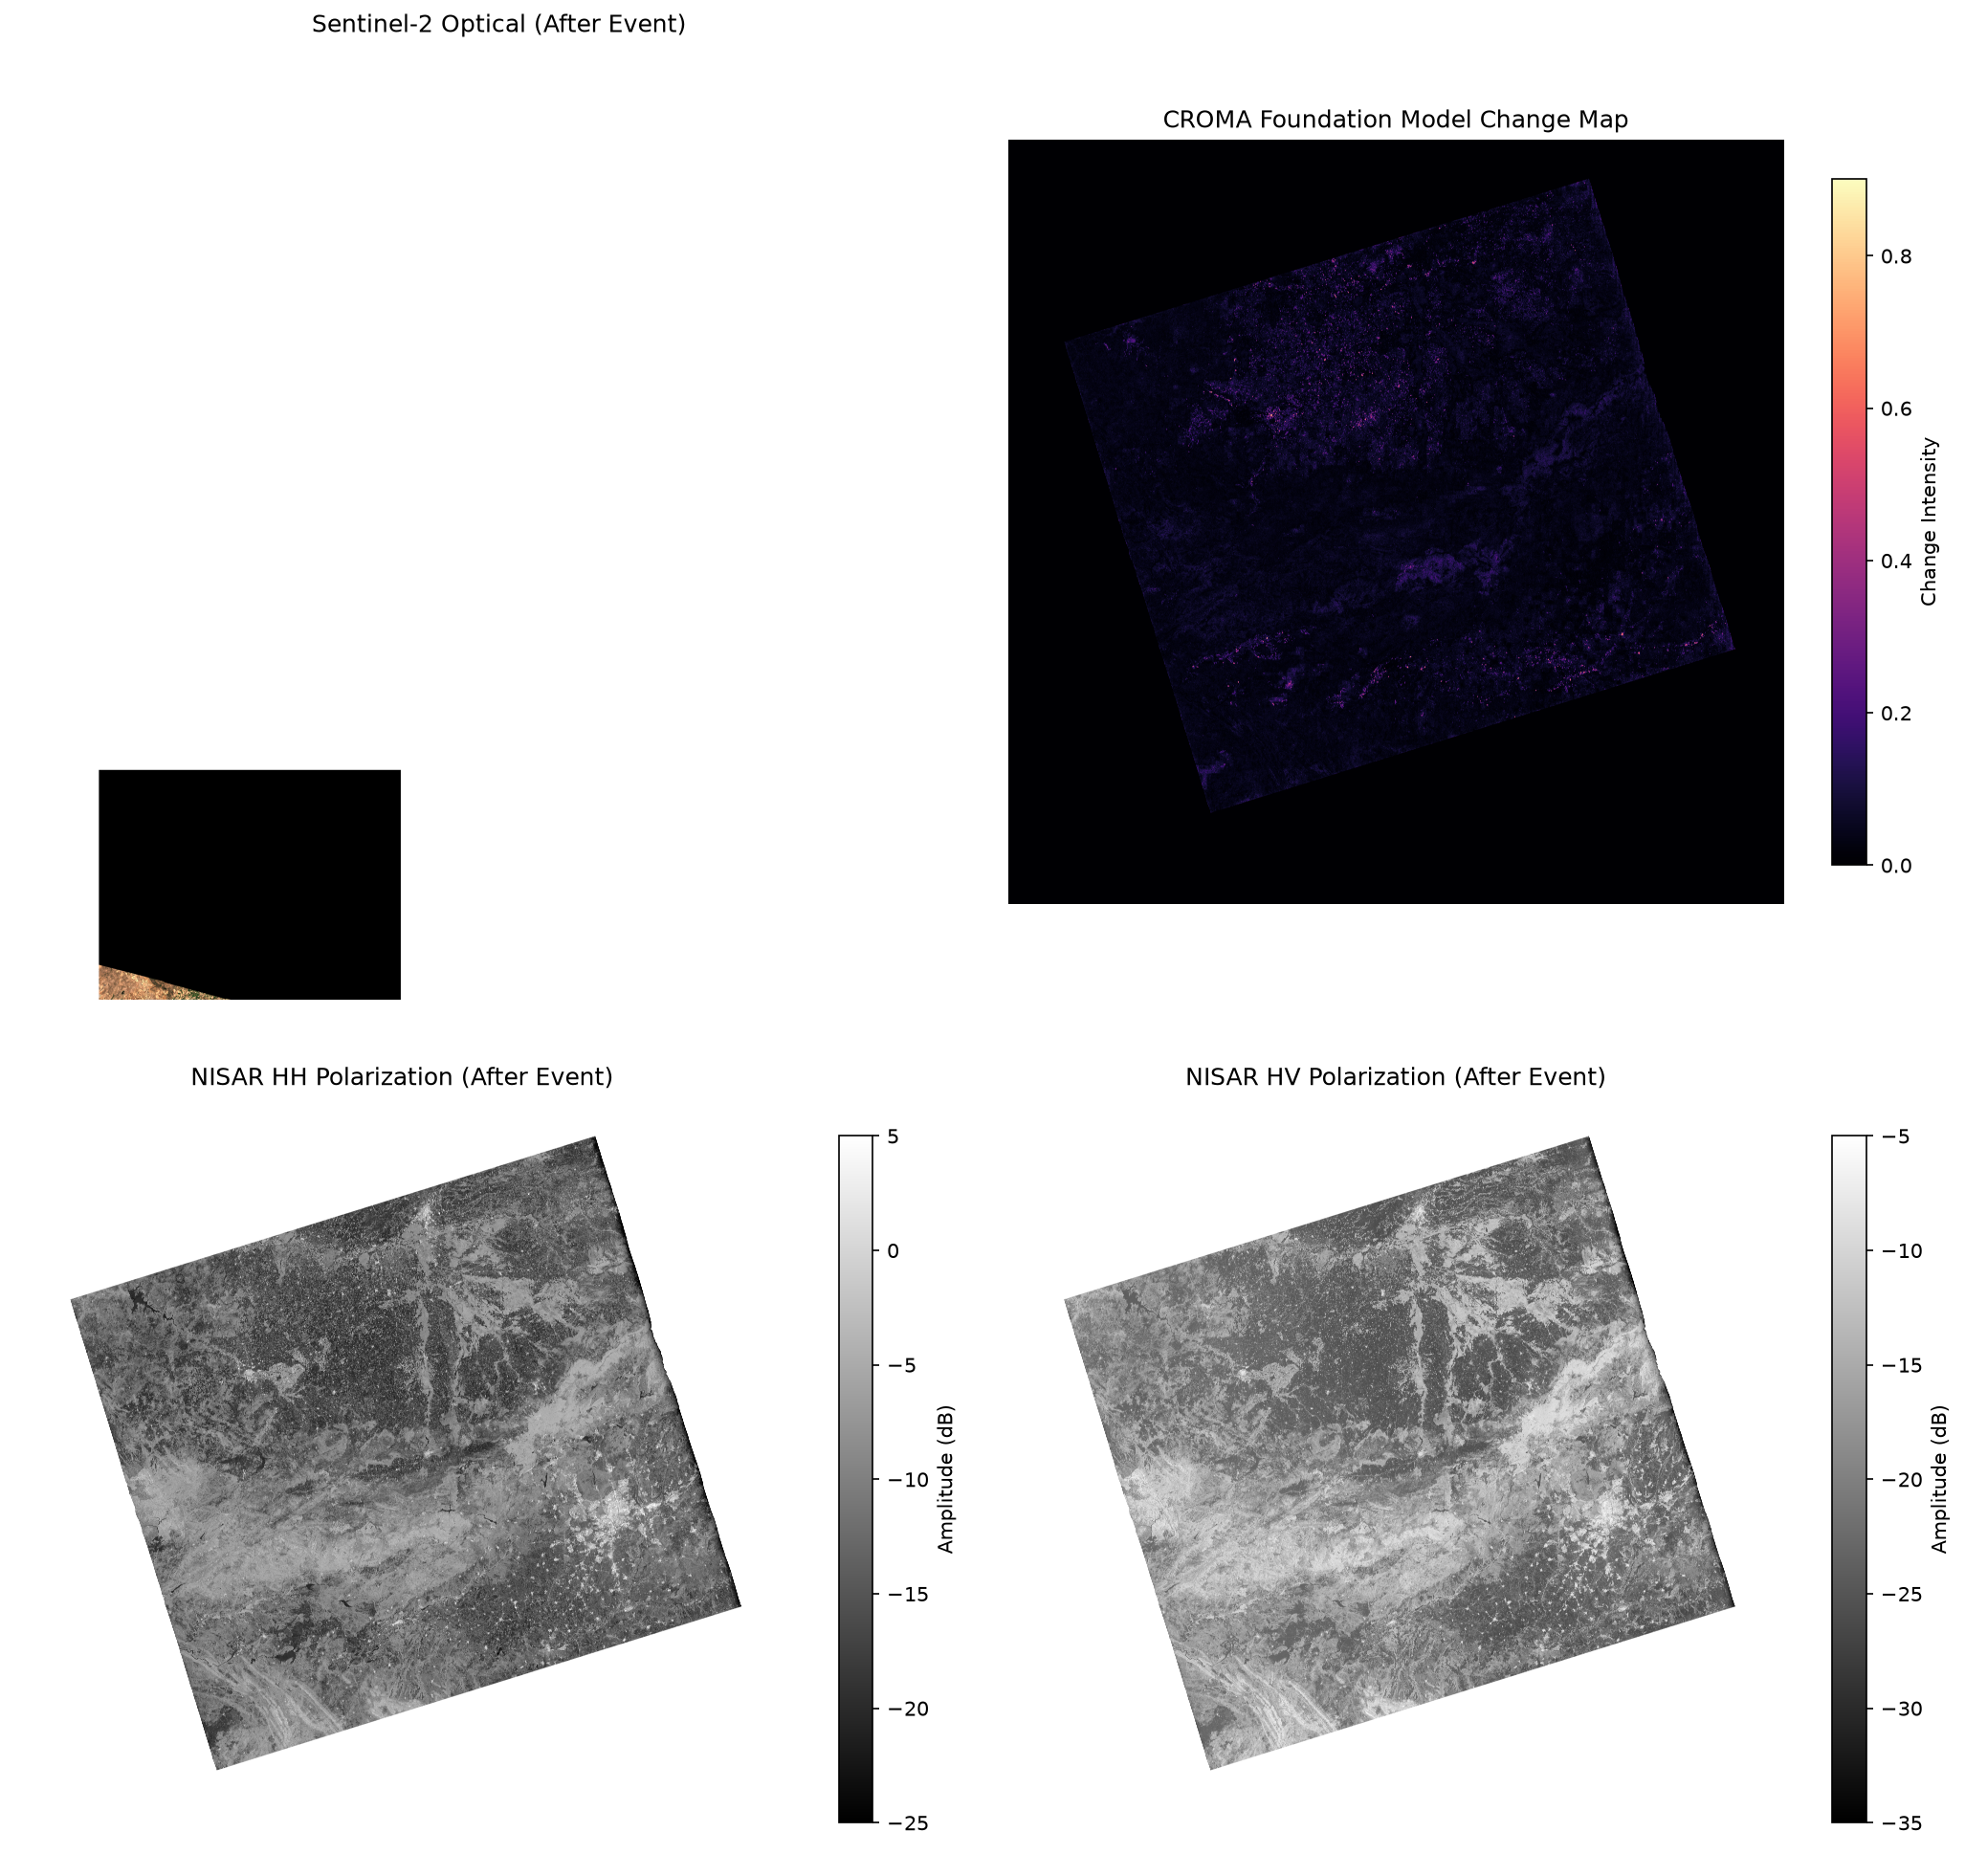 Sentinel-2 Optical (After Event)
CROMA Foundation Model Change Map
0.8
0.6
0.4
0.2
0.0
Change Intensity
NISAR HH Polarization (After Event)
5
0
−5
−10
−15
−20
−25
Amplitude (dB)
NISAR HV Polarization (After Event)
−5
−10
−15
−20
−25
−30
−35
Amplitude (dB)